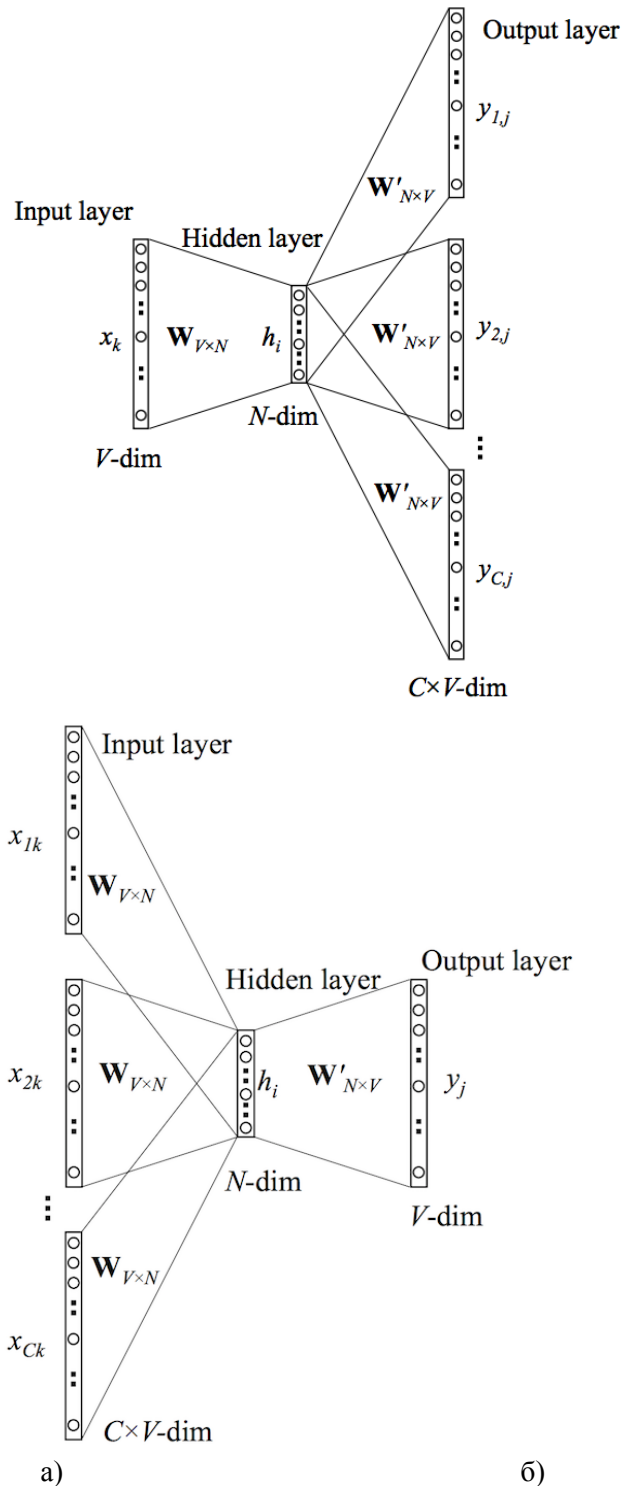 Output layer
y1,j
W'N×V
Input layer
Hidden layer
xk
WV×N
hi
W'N×V
y2,j
N-dim
V-dim
W'N×V
yC,j
C×V-dim
Input layer
x1k
WV×N
Hidden layer
Output layer
x2k
WV×N
hi
W'N×V
yj
N-dim
V-dim
WV×N
xCk
C×V-dim
а) б)